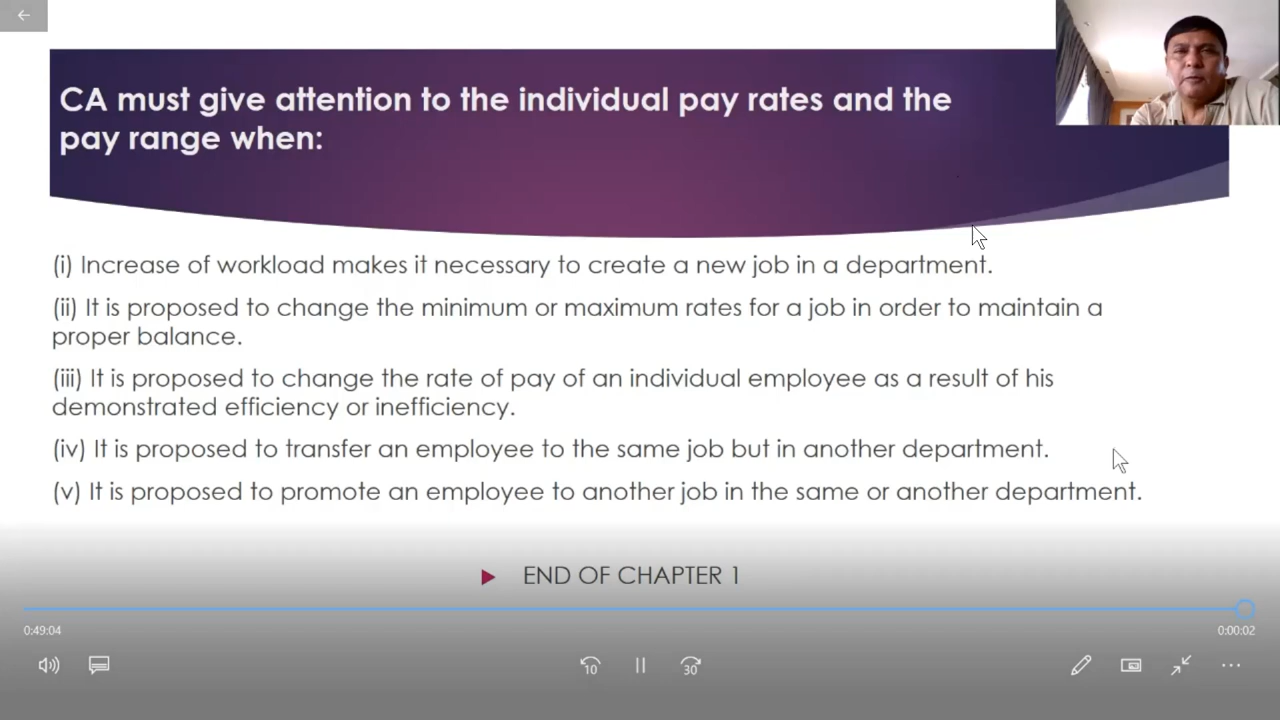 CA must give attention to the individual pay rates and the
pay range when:
(i) Increase of workload makes it necessary to create a new job in a department.
(ii) It is proposed to change the minimum or maximum rates for a job in order to maintain a
proper balance.
(iii) It is proposed to change the rate of pay of an individual employee as a result of his
demonstrated efficiency or inefficiency.
(iv) It is proposed to transfer an employee to the same job but in another department.
(v) It is proposed to promote an employee to another job in the same or another department.
END OF CHAPTER 1
0:49:04
0:00:02
10
30